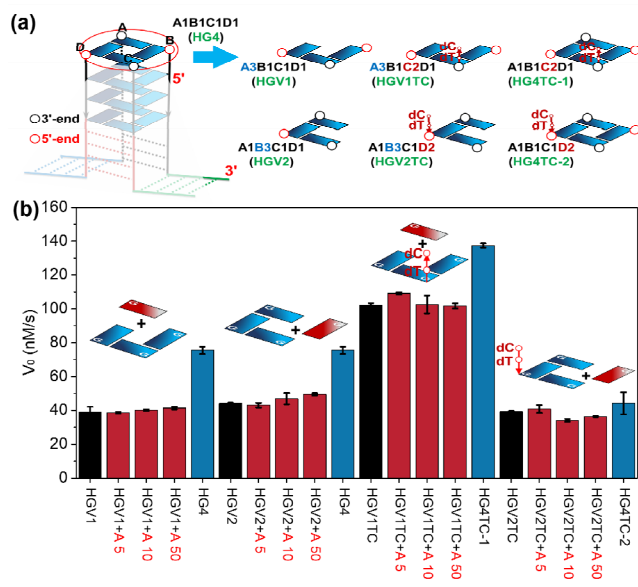 (a)
A1B1C1D1
(HG4)
A
B
C
D
5'
3'
3'-end
5'-end
A3B1C1D1
(HGV1)
dC
dT
A3B1C2D1
(HGV1TC)
dC
dT
A1B1C2D1
(HG4TC-1)
A1B3C1D1
(HGV2)
dC
dT
A1B3C1D2
(HGV2TC)
dC
dT
A1B1C1D2
(HG4TC-2)
(b)
V0 (nM/s)
160
140
120
100
80
60
40
20
0
+
+
+
dC
dT
dC
dT
+
HGV1
HGV1+A 5
HGV1+A 10
HGV1+A 50
HG4
HGV2
HGV2+A 5
HGV2+A 10
HGV2+A 50
HG4
HGV1TC
HGV1TC+A 5
HGV1TC+A 10
HGV1TC+A 50
HG4TC-1
HGV2TC
HGV2TC+A 5
HGV2TC+A 10
HGV2TC+A 50
HG4TC-2